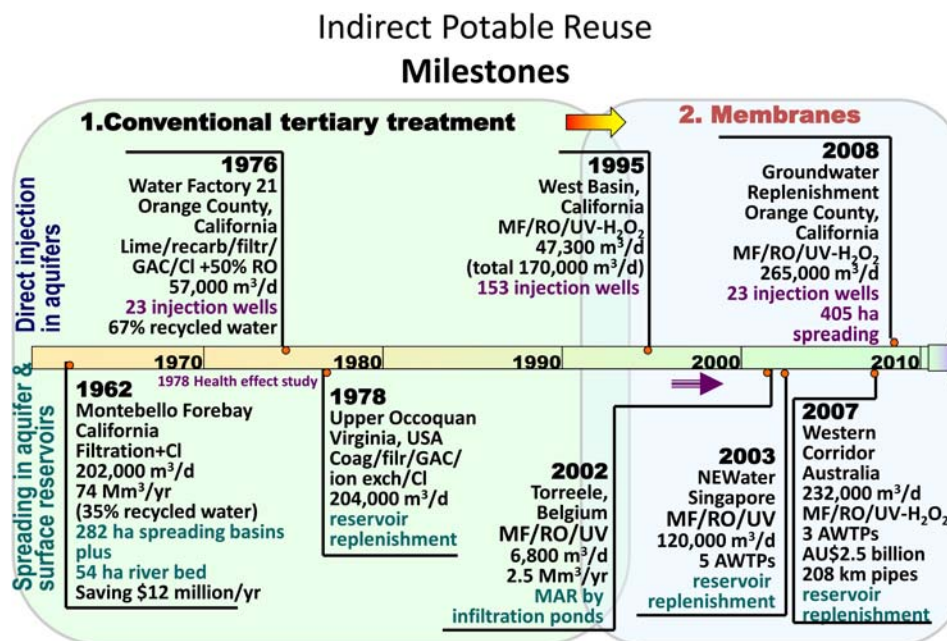 Indirect Potable Reuse
Milestones
1.Conventional tertiary treatment
2. Membranes
Direct injection
in aquifers
1976
Water Factory 21
Orange County,
California
Lime/recarb/filtr/
GAC/Cl +50% RO
57,000 m³/d
23 injection wells
67% recycled water
1995
West Basin,
California
MF/RO/UV-H₂O₂
47,300 m³/d
(total 170,000 m³/d)
153 injection wells
2008
Groundwater
Replenishment
Orange County,
California
MF/RO/UV-H₂O₂
265,000 m³/d
23 injection wells
405 ha
spreading
1970
1980
1990
2000
2010
Spreading in aquifer &
surface reservoirs
1962
Montebello Forebay
California
Filtration+Cl
202,000 m³/d
74 Mm³/yr
(35% recycled water)
282 ha spreading basins
plus
54 ha river bed
Saving $12 million/yr
1978 Health effect study
1978
Upper Occoquan
Virginia, USA
Coag/filr/GAC/
ion exch/Cl
204,000 m³/d
reservoir
replenishment
2002
Torreele,
Belgium
MF/RO/UV
6,800 m³/d
2.5 Mm³/yr
MAR by
infiltration ponds
2003
NEWater
Singapore
MF/RO/UV
120,000 m³/d
5 AWTPs
reservoir
replenishment
2007
Western
Corridor
Australia
232,000 m³/d
MF/RO/UV-H₂O₂
3 AWTPs
AU$2.5 billion
208 km pipes
reservoir
replenishment